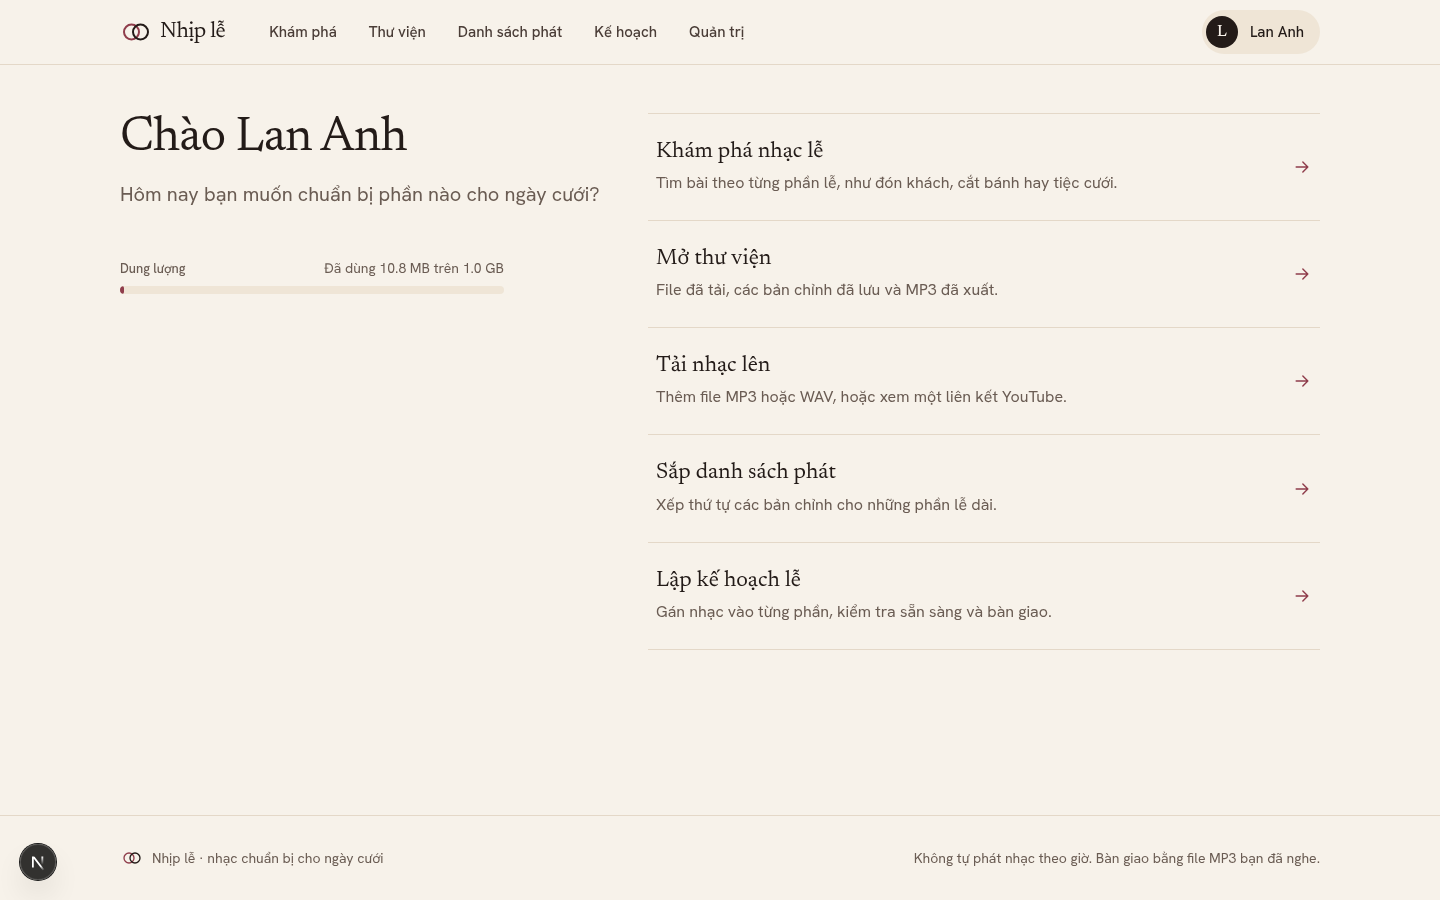 Nhịp lễ
Khám phá
Thư viện
Danh sách phát
Kế hoạch
Quản trị
L
Lan Anh
Chào Lan Anh
Hôm nay bạn muốn chuẩn bị phần nào cho ngày cưới?
Dung lượng
Đã dùng 10.8 MB trên 1.0 GB
Khám phá nhạc lễ
Tìm bài theo từng phần lễ, như đón khách, cắt bánh hay tiệc cưới.
Mở thư viện
File đã tải, các bản chỉnh đã lưu và MP3 đã xuất.
Tải nhạc lên
Thêm file MP3 hoặc WAV, hoặc xem một liên kết YouTube.
Sắp danh sách phát
Xếp thứ tự các bản chỉnh cho những phần lễ dài.
Lập kế hoạch lễ
Gán nhạc vào từng phần, kiểm tra sẵn sàng và bàn giao.
N
Nhịp lễ · nhạc chuẩn bị cho ngày cưới
Không tự phát nhạc theo giờ. Bàn giao bằng file MP3 bạn đã nghe.